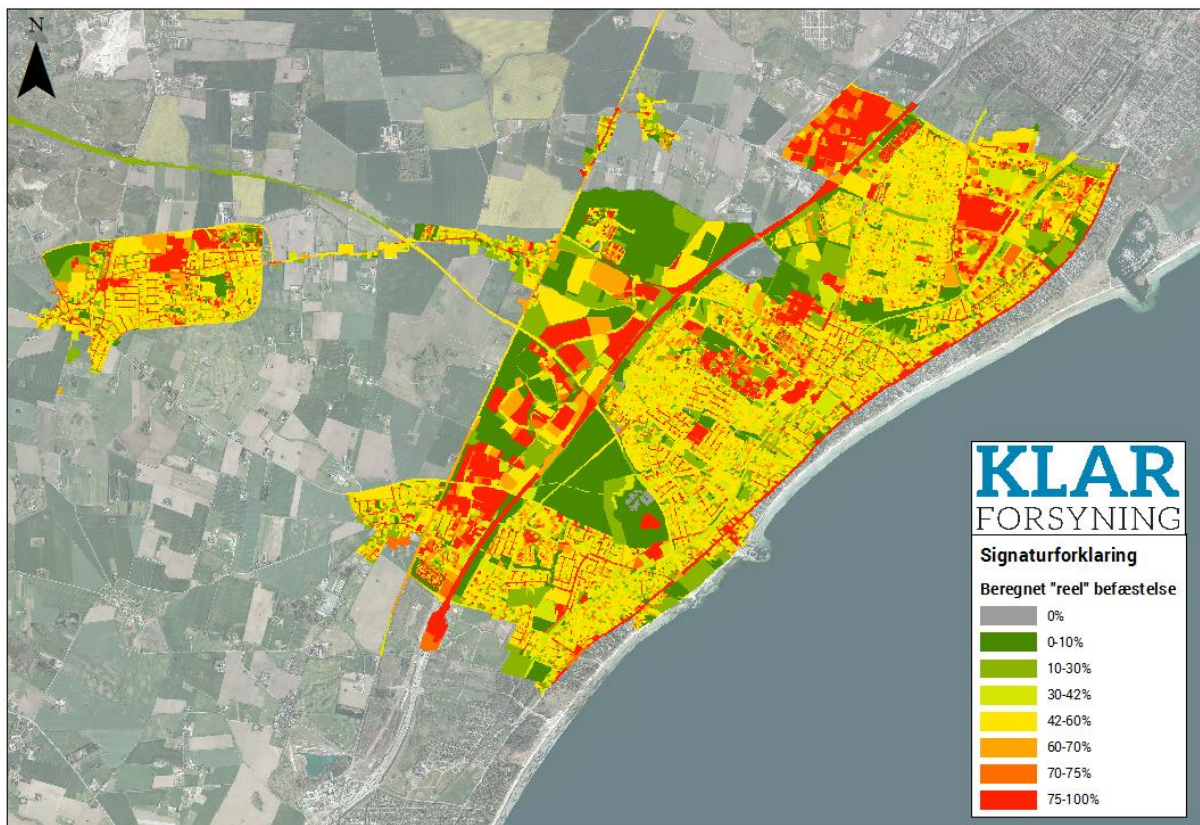 N
KLAR
FORSYNING
Signaturforklaring
Beregnet "reel" befæstelse
0%
0-10%
10-30%
30-42%
42-60%
60-70%
70-75%
75-100%